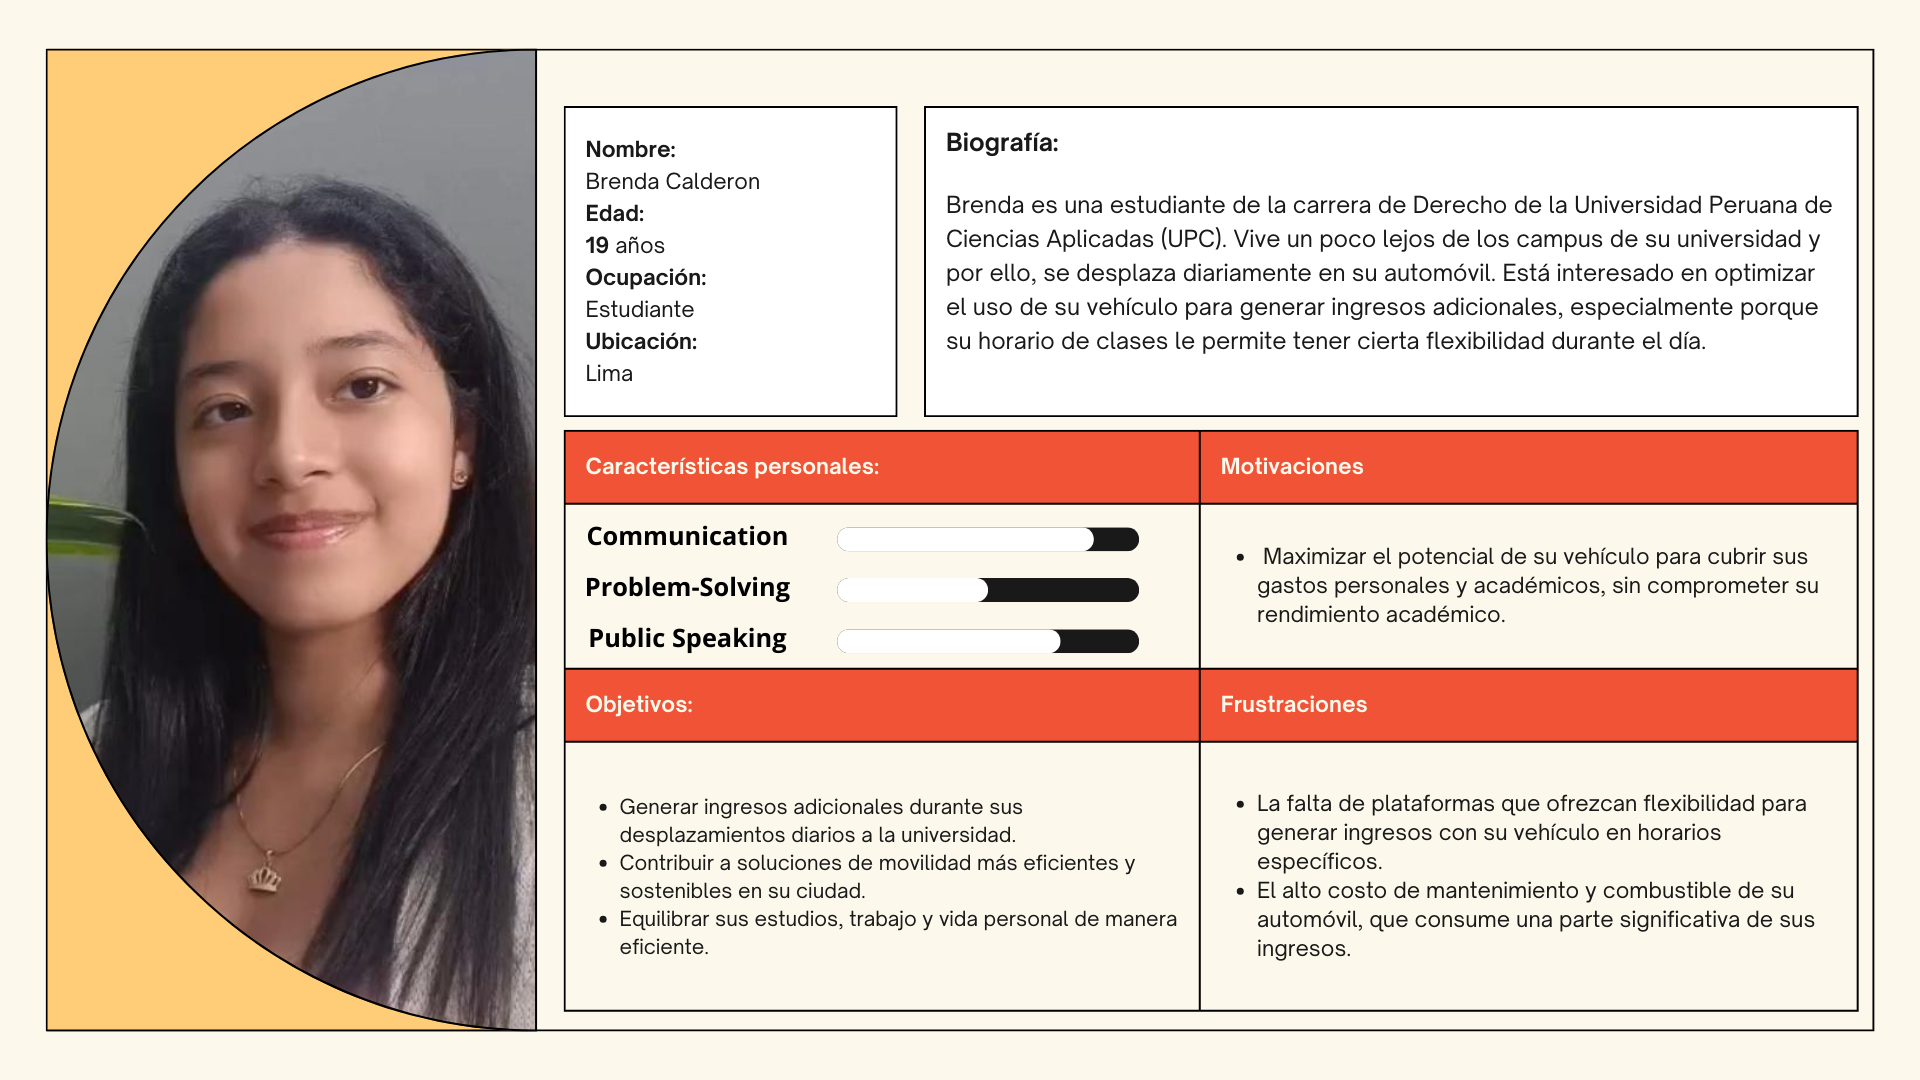 Nombre:
Brenda Calderon
Edad:
19 años
Ocupación:
Estudiante
Ubicación:
Lima
Biografía:
Brenda es una estudiante de la carrera de Derecho de la Universidad Peruana de
Ciencias Aplicadas (UPC). Vive un poco lejos de los campus de su universidad y
por ello, se desplaza diariamente en su automóvil. Está interesado en optimizar
el uso de su vehículo para generar ingresos adicionales, especialmente porque
su horario de clases le permite tener cierta flexibilidad durante el día.
Características personales:
Communication
Problem-Solving
Public Speaking
Motivaciones
• Maximizar el potencial de su vehículo para cubrir sus
gastos personales y académicos, sin comprometer su
rendimiento académico.
Objetivos:
• Generar ingresos adicionales durante sus
desplazamientos diarios a la universidad.
• Contribuir a soluciones de movilidad más eficientes y
sostenibles en su ciudad.
• Equilibrar sus estudios, trabajo y vida personal de manera
eficiente.
Frustraciones
• La falta de plataformas que ofrezcan flexibilidad para
generar ingresos con su vehículo en horarios
específicos.
• El alto costo de mantenimiento y combustible de su
automóvil, que consume una parte significativa de sus
ingresos.